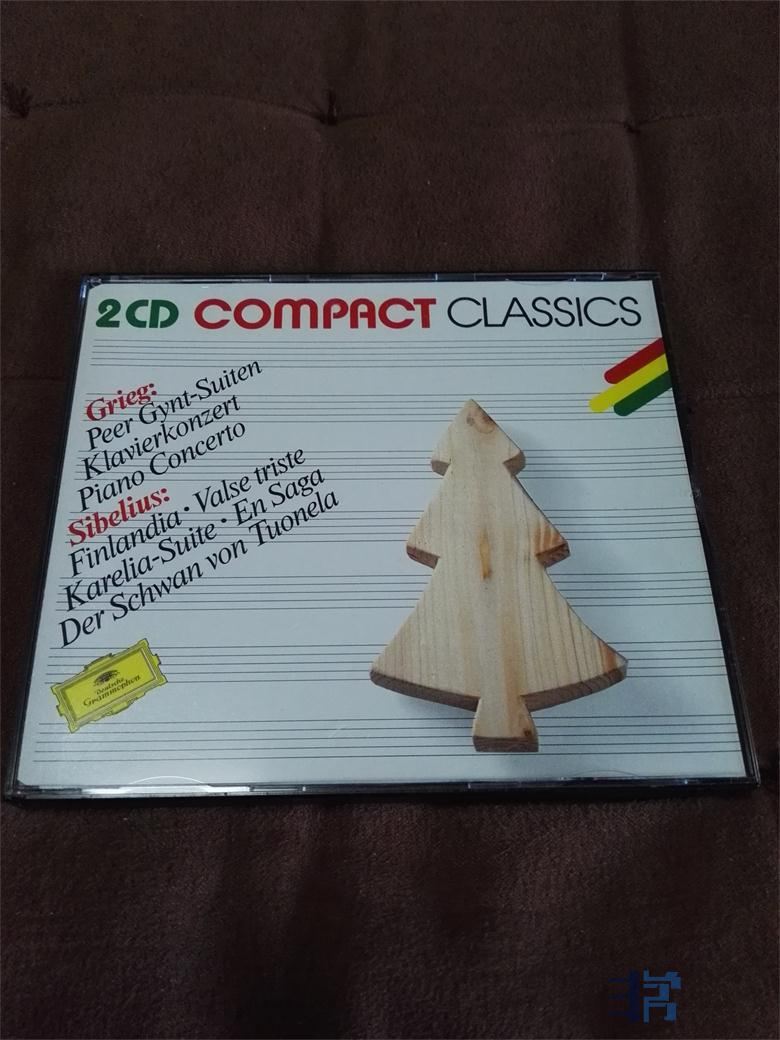 2CD COMPACT CLASSICS
Grieg:
Peer Gynt-Suiten
Klavierkonzert
Piano Concerto
Sibelius:
Finlandia · Valse triste
Karelia-Suite · En Saga
Der Schwan von Tuonela
Deutsche
Grammophon